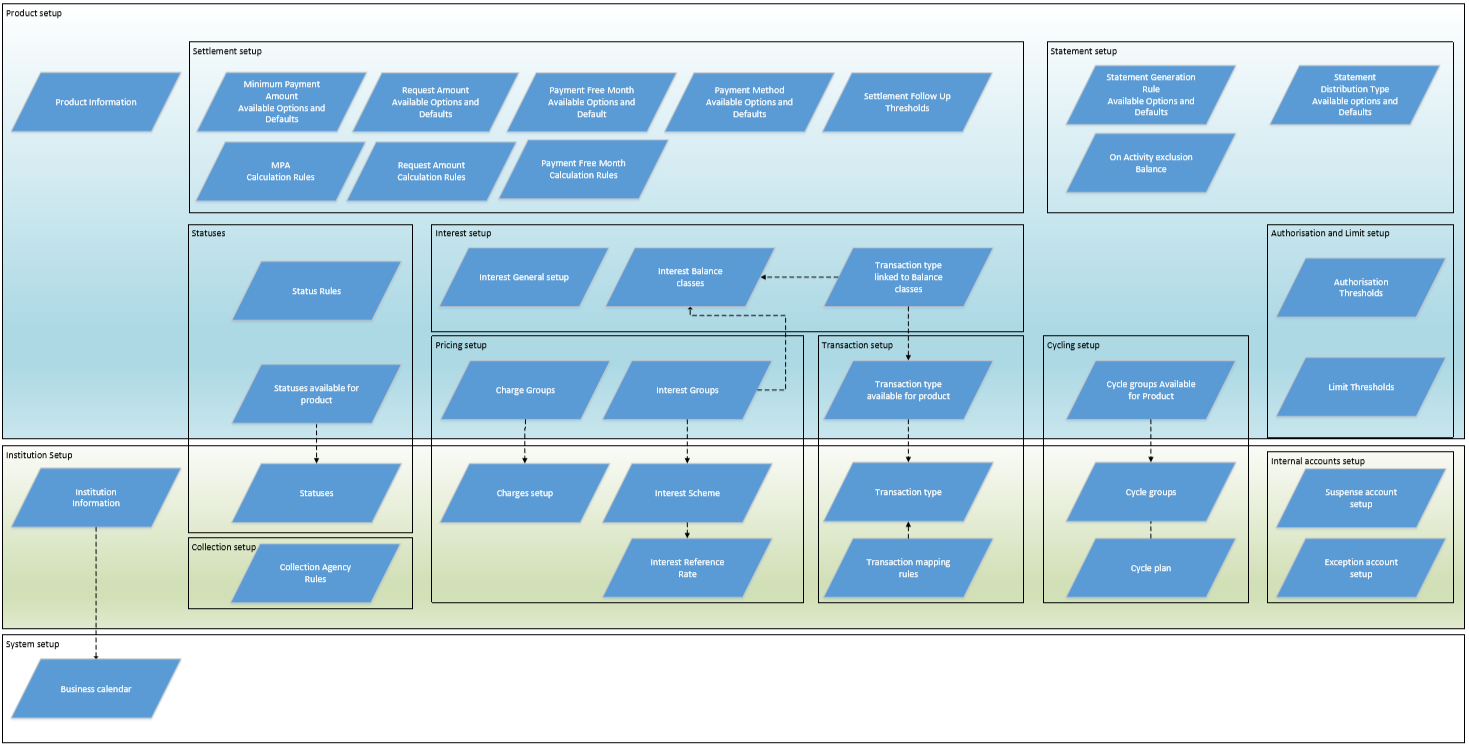 Product setup
Settlement setup
Statement setup
Product Information
Minimum Payment
Amount
Available Options and
Defaults
Request Amount
Available Options and
Defaults
Payment Free Month
Available Options and
Default
Payment Method
Available Options and
Defaults
Settlement Follow Up
Thresholds
Statement Generation
Rule
Available Options and
Defaults
Statement
Distribution Type
Available options and
Defaults
MPA
Calculation Rules
Request Amount
Calculation Rules
Payment Free Month
Calculation Rules
On Activity exclusion
Balance
Statuses
Interest setup
Authorisation and Limit setup
Status Rules
Interest General setup
Interest Balance
classes
Transaction type
linked to Balance
classes
Authorisation
Thresholds
Pricing setup
Transaction setup
Cycling setup
Statuses available for
product
Charge Groups
Interest Groups
Transaction type
available for product
Cycle groups Available
for Product
Limit Thresholds
Institution Setup
Internal accounts setup
Institution
Information
Statuses
Charges setup
Interest Scheme
Transaction type
Cycle groups
Suspense account
setup
Collection setup
Collection Agency
Rules
Interest Reference
Rate
Transaction mapping
rules
Cycle plan
Exception account
setup
System setup
Business calendar